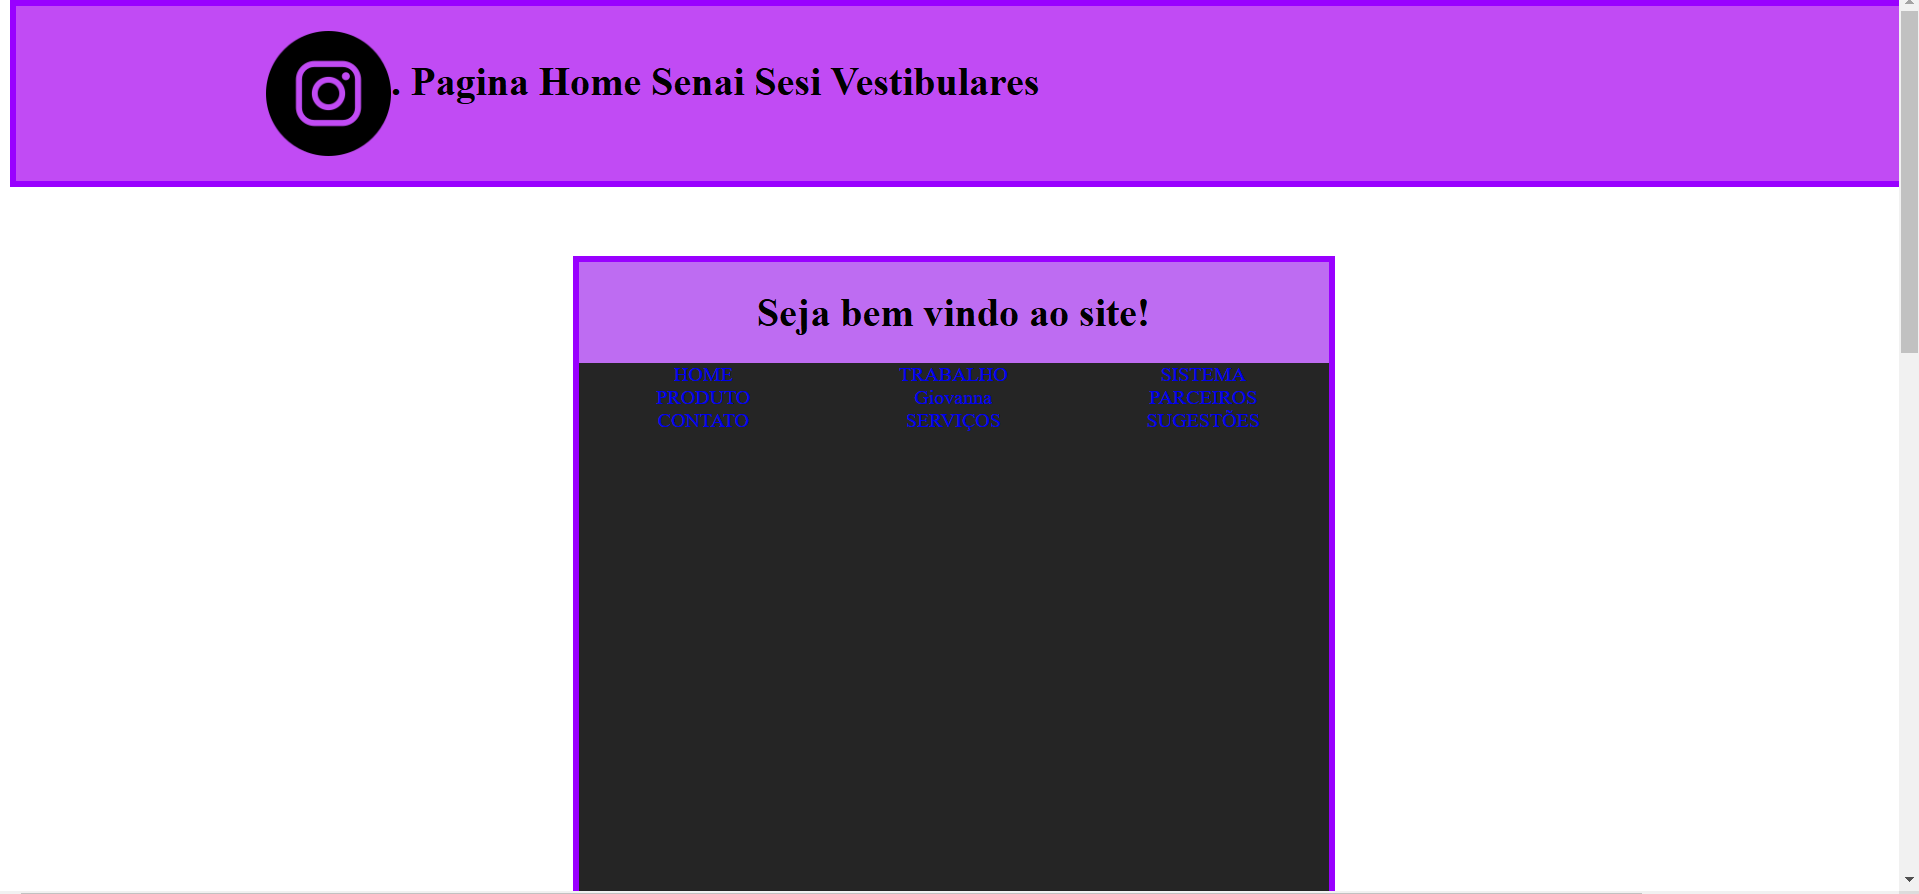 . Pagina Home Senai Sesi Vestibulares
Seja bem vindo ao site!
HOME TRABALHO SISTEMA
PRODUTO Giovanna PARCEIROS
CONTATO SERVIÇOS SUGESTÕES